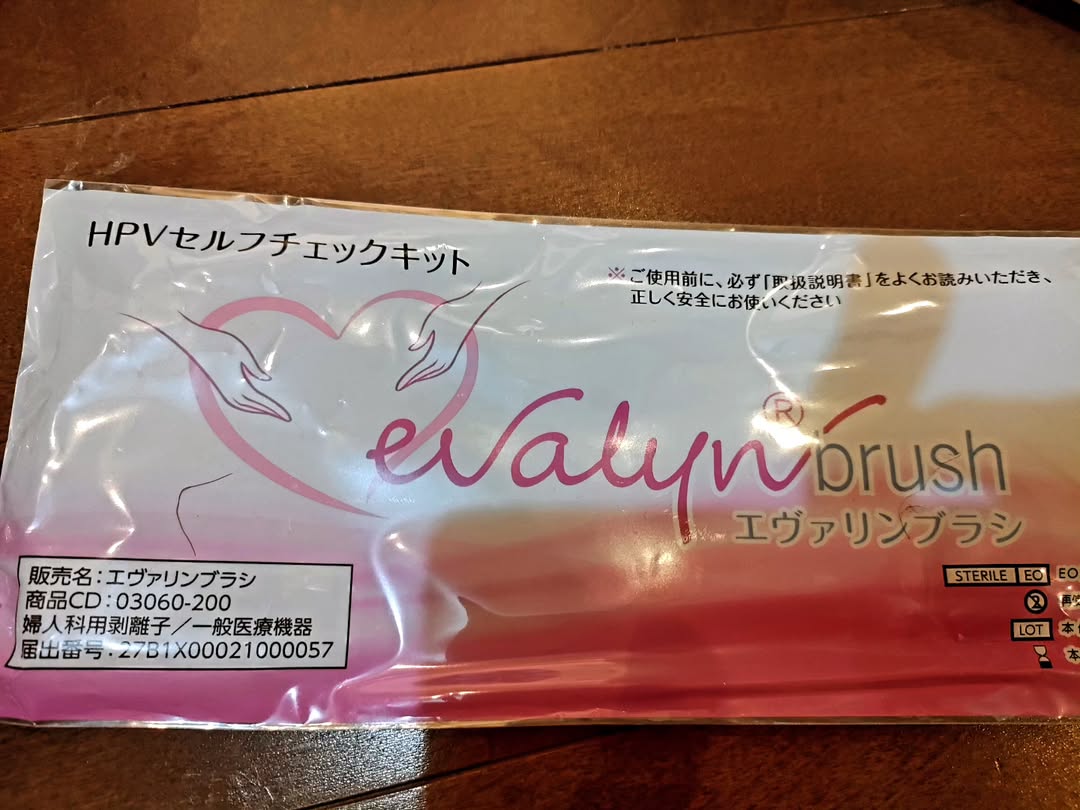 HPVセルフチェックキット
※ご使用前に、必ず「取扱説明書」をよくお読みいただき、
正しく安全にお使いください
evalyn® brush
エヴァリンブラシ
販売名：エヴァリンブラシ
商品CD：03060-200
婦人科用剥離子／一般医療機器
届出番号：27B1X00021000057
STERILE EO EO
2
LOT 本
本